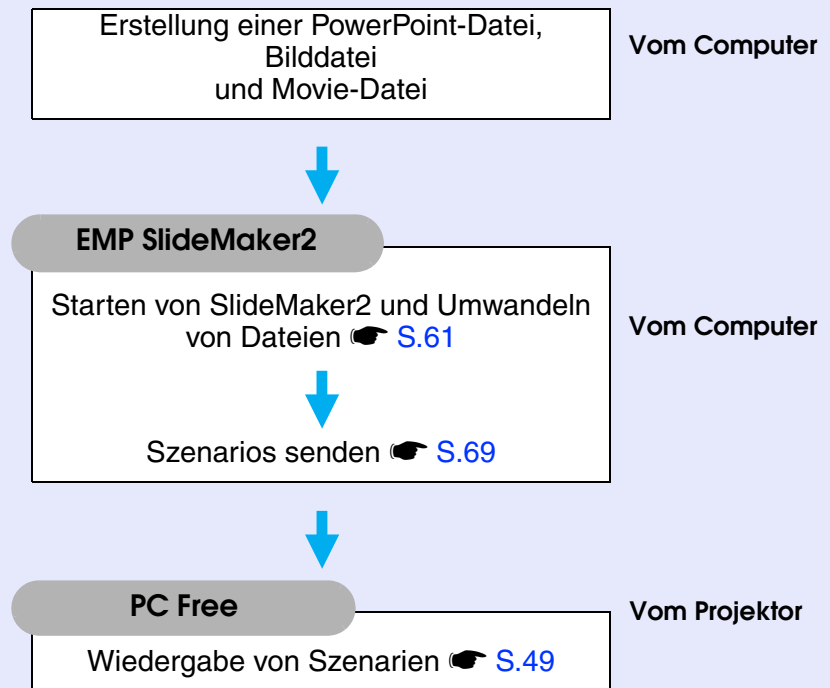 Erstellung einer PowerPoint-Datei,
Bilddatei
und Movie-Datei
Vom Computer
EMP SlideMaker2
Starten von SlideMaker2 und Umwandeln
von Dateien ☛ S.61
Vom Computer
Szenarios senden ☛ S.69
PC Free
Vom Projektor
Wiedergabe von Szenarien ☛ S.49